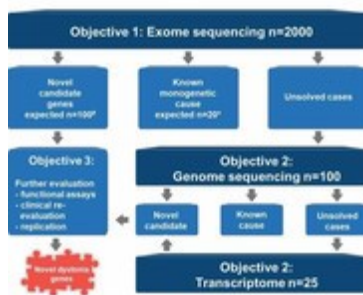 Objective 1: Exome sequencing n=2000
Novel
candidate
genes
expected n=100
Known
monogenetic
cause
expected n=20
Unsolved cases
Objective 3:
Further evaluation
- functional assays
- clinical re-
evaluation
- replication
Objective 2:
Genome sequencing n=100
Novel
candidate
Known
cause
Unsolved
cases
Novel dystonia
genes
Objective 2:
Transcriptome n=25